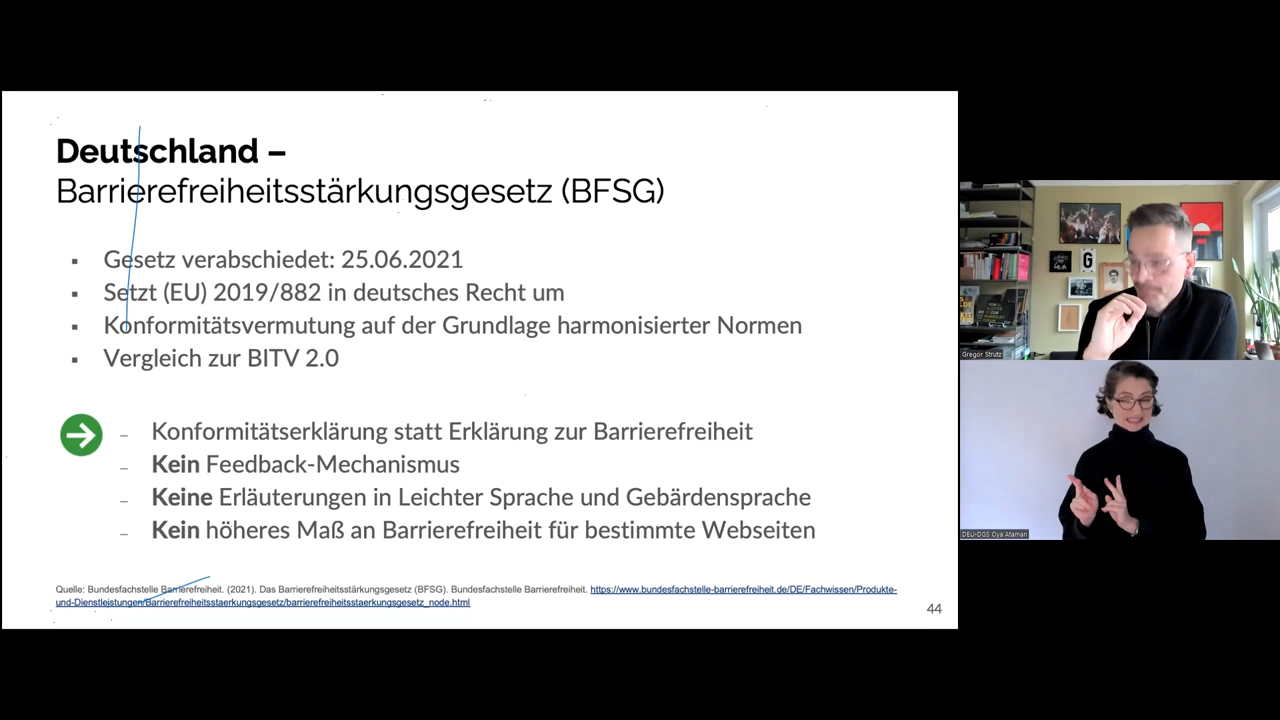 Deutschland –
Barrierefreiheitsstärkungsgesetz (BFSG)
▪ Gesetz verabschiedet: 25.06.2021
▪ Setzt (EU) 2019/882 in deutsches Recht um
▪ Konformitätsvermutung auf der Grundlage harmonisierter Normen
▪ Vergleich zur BITV 2.0
– Konformitätserklärung statt Erklärung zur Barrierefreiheit
– Kein Feedback-Mechanismus
– Keine Erläuterungen in Leichter Sprache und Gebärdensprache
– Kein höheres Maß an Barrierefreiheit für bestimmte Webseiten
Quelle: Bundesfachstelle Barrierefreiheit. (2021). Das Barrierefreiheitsstärkungsgesetz (BFSG). Bundesfachstelle Barrierefreiheit. https://www.bundesfachstelle-barrierefreiheit.de/DE/Fachwissen/Produkte-
und-Dienstleistungen/Barrierefreiheitsstaerkungsgesetz/barrierefreiheitsstaerkungsgesetz_node.html
44
G
Gregor Strutz
DEU-DGS Oya Ataman